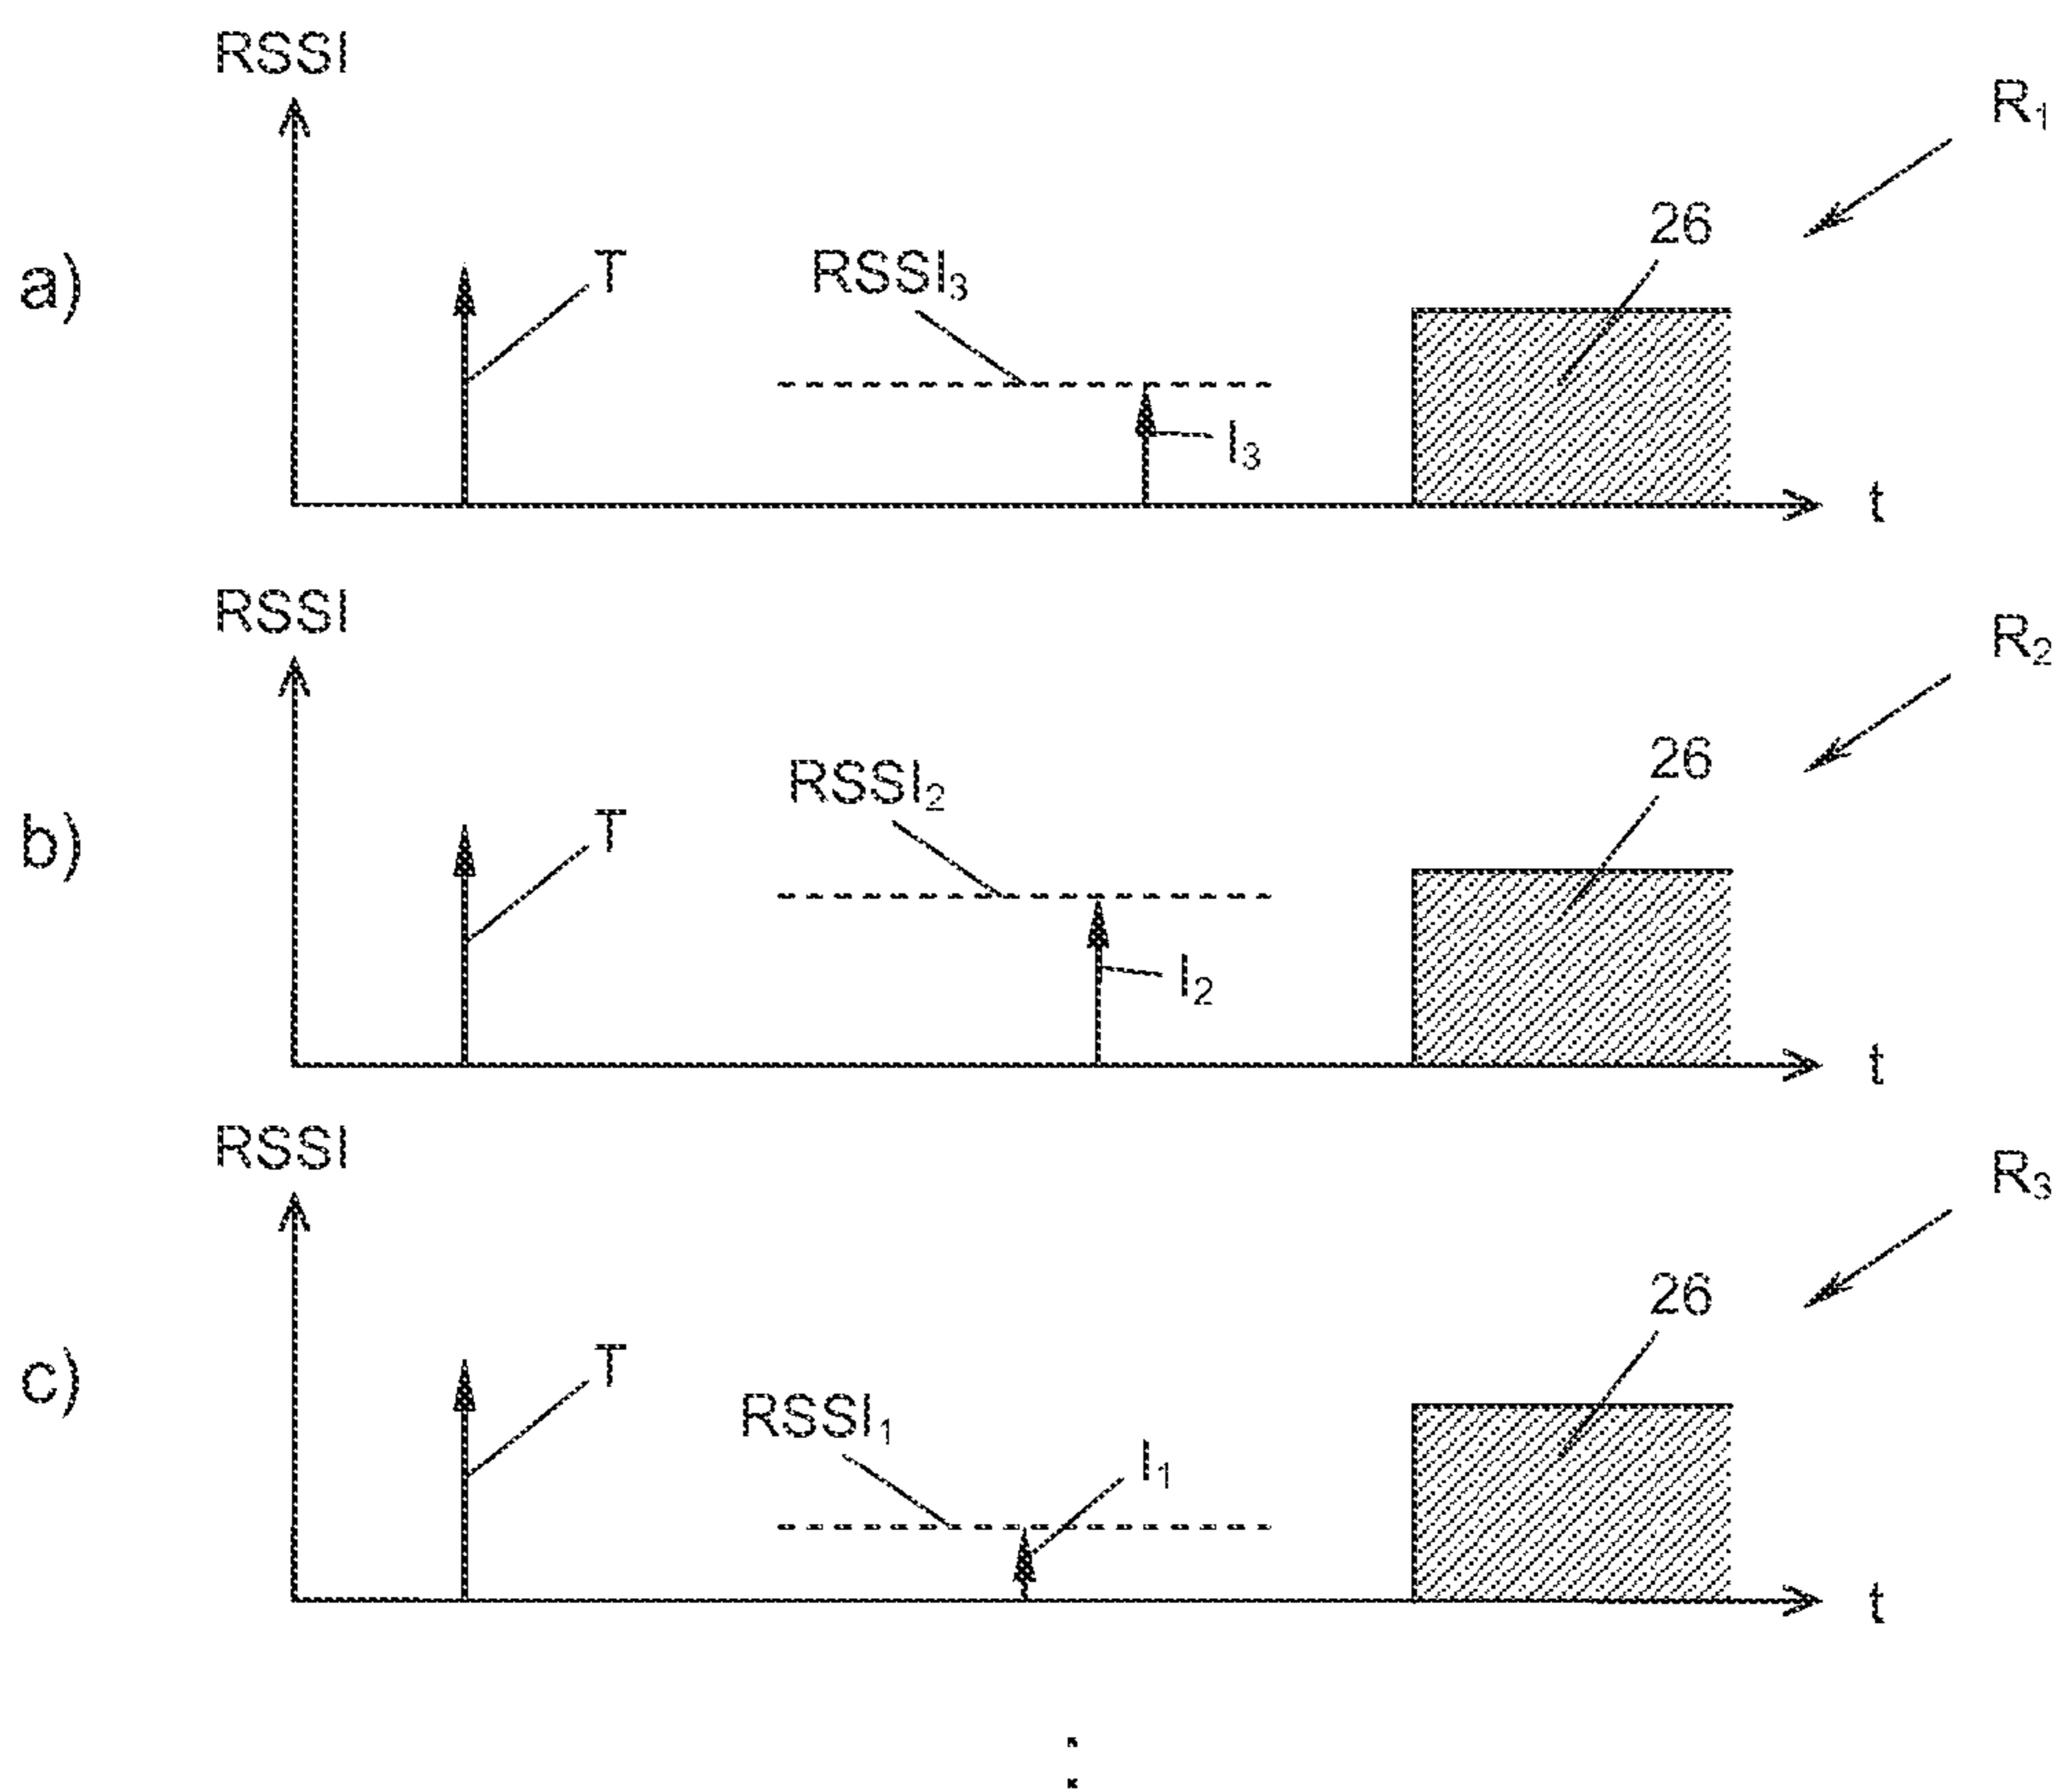 RSSI
R₁
26
a)
T
RSSI₃
I₃
t
RSSI
R₂
26
b)
T
RSSI₂
I₂
t
RSSI
R₃
26
c)
T
RSSI₁
I₁
t